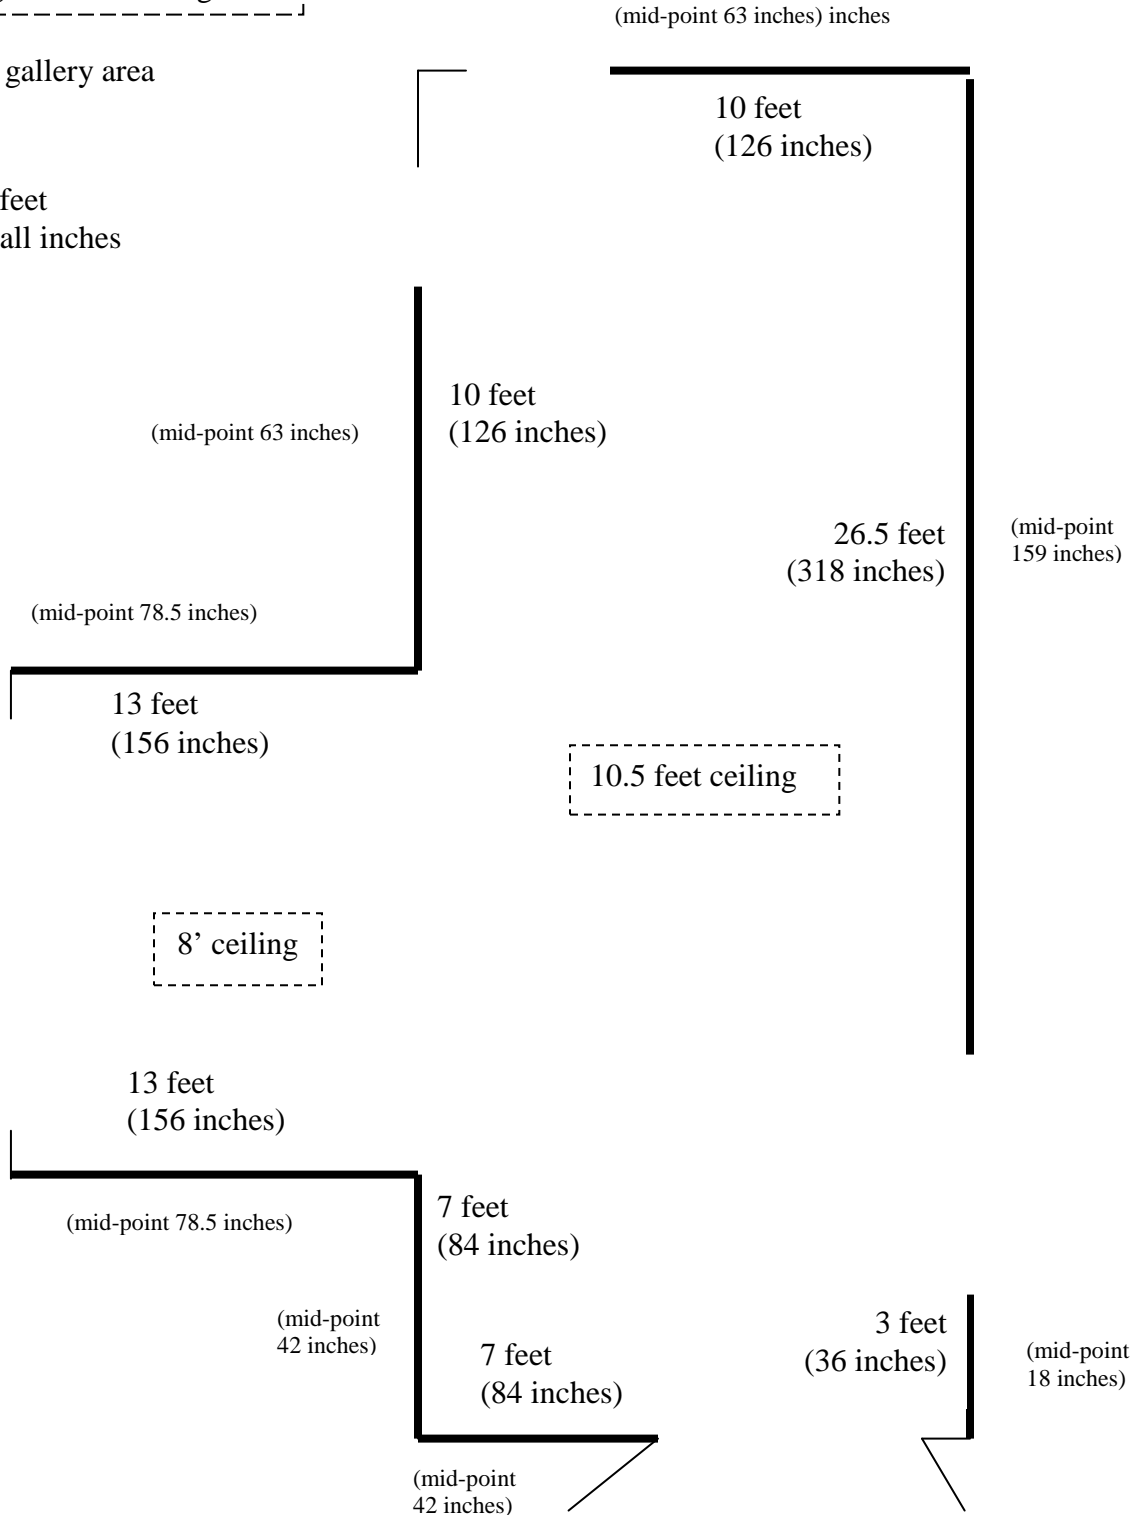 (mid-point 63 inches) inches
gallery area
10 feet
(126 inches)
feet
all inches
10 feet
(126 inches)
(mid-point 63 inches)
26.5 feet
(318 inches)
(mid-point
159 inches)
(mid-point 78.5 inches)
13 feet
(156 inches)
10.5 feet ceiling
8’ ceiling
13 feet
(156 inches)
7 feet
(84 inches)
(mid-point 78.5 inches)
(mid-point
42 inches)
3 feet
(36 inches)
(mid-point
18 inches)
7 feet
(84 inches)
(mid-point
42 inches)